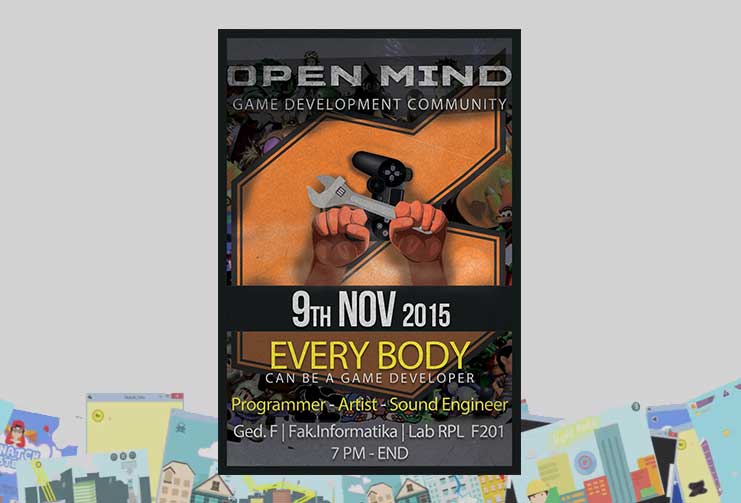 OPEN MIND
GAME DEVELOPMENT COMMUNITY
9TH NOV 2015
EVERY BODY
CAN BE A GAME DEVELOPER
Programmer - Artist - Sound Engineer
Ged. F | Fak.Informatika | Lab RPL F201
7 PM - END